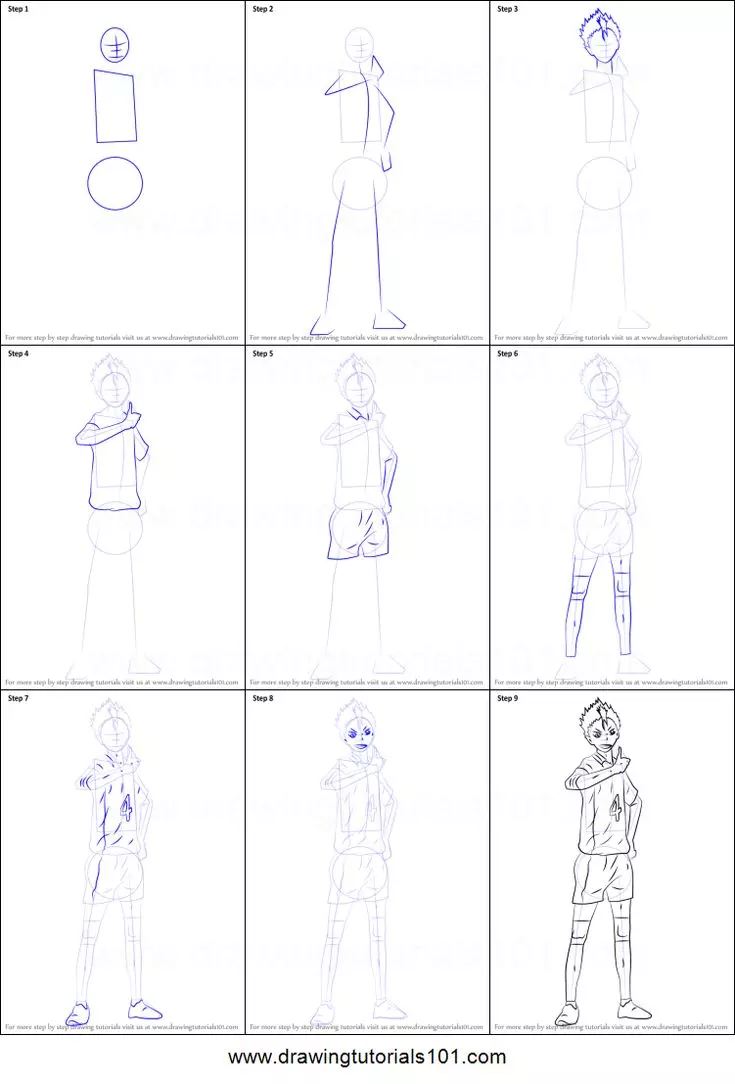 Step 1
Step 2
Step 3
For more step by step drawing tutorials visit us at www.drawingtutorials101.com
For more step by step drawing tutorials visit us at www.drawingtutorials101.com
For more step by step drawing tutorials visit us at www.drawingtutorials101.com
Step 4
Step 5
Step 6
For more step by step drawing tutorials visit us at www.drawingtutorials101.com
For more step by step drawing tutorials visit us at www.drawingtutorials101.com
For more step by step drawing tutorials visit us at www.drawingtutorials101.com
Step 7
Step 8
Step 9
4
4
4
For more step by step drawing tutorials visit us at www.drawingtutorials101.com
For more step by step drawing tutorials visit us at www.drawingtutorials101.com
For more step by step drawing tutorials visit us at www.drawingtutorials101.com
www.drawingtutorials101.com